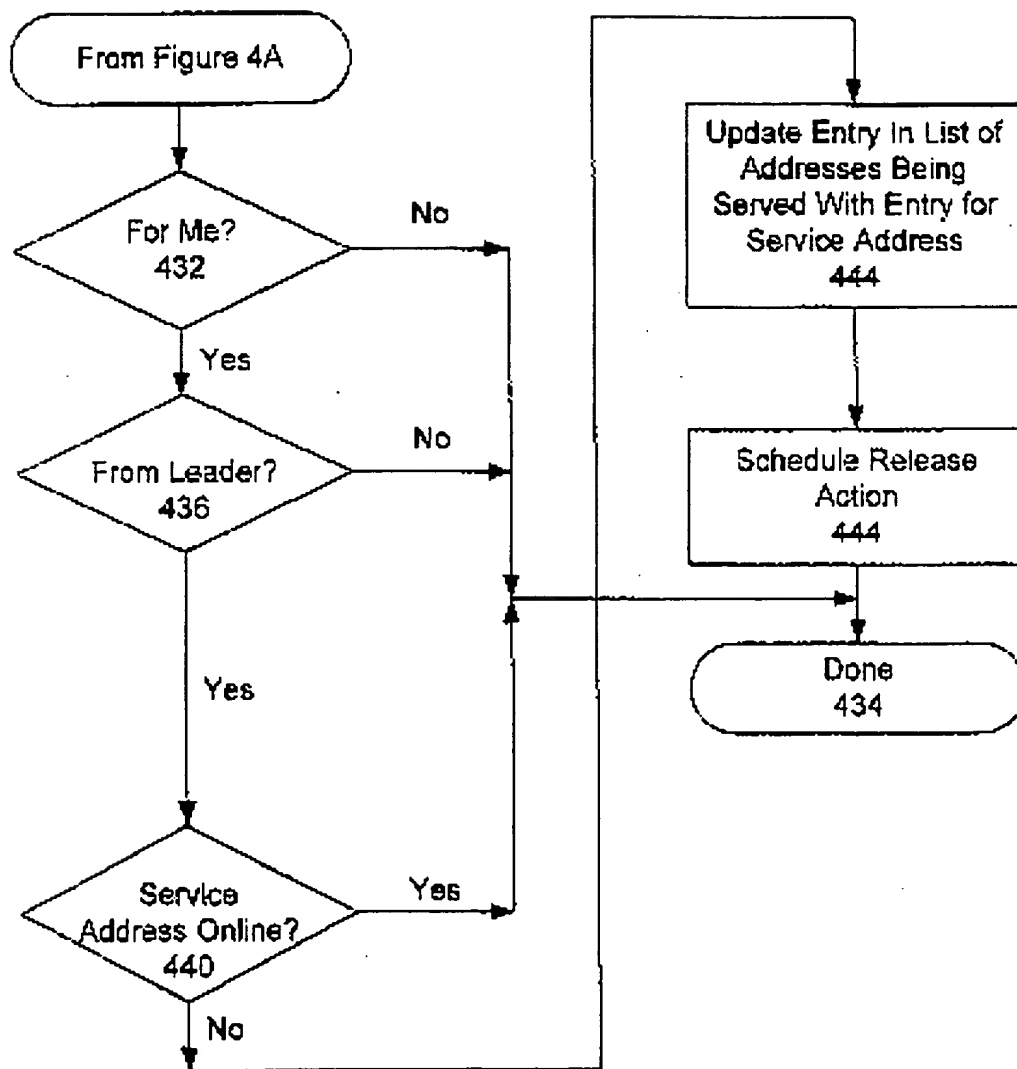 From Figure 4A
For Me?
432
No
Yes
From Leader?
436
No
Yes
Service
Address Online?
440
Yes
No
Update Entry In List of
Addresses Being
Served With Entry for
Service Address
444
Schedule Release
Action
444
Done
434